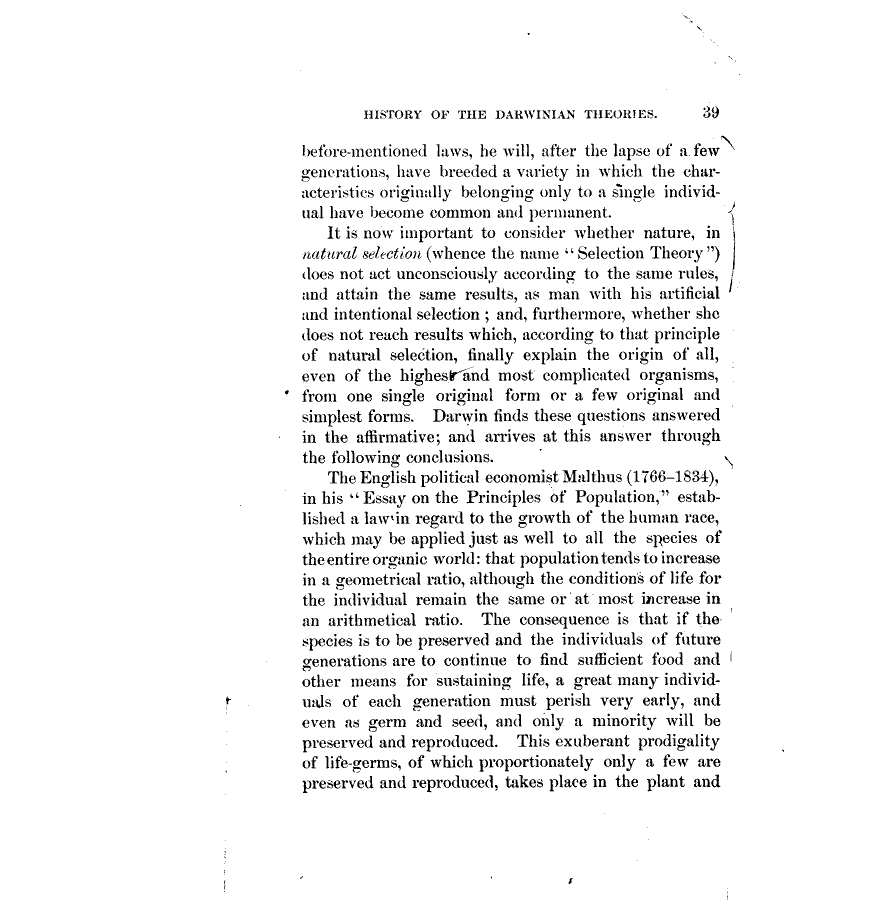 HISTORY OF THE DARWINIAN THEORIES. 39
before-mentioned laws, he will, after the lapse of a few
generations, have breeded a variety in which the char-
acteristics originally belonging only to a single individ-
ual have become common and permanent.
It is now important to consider whether nature, in
natural selection (whence the name “Selection Theory”)
does not act unconsciously according to the same rules,
and attain the same results, as man with his artificial
and intentional selection ; and, furthermore, whether she
does not reach results which, according to that principle
of natural selection, finally explain the origin of all,
even of the highest and most complicated organisms,
from one single original form or a few original and
simplest forms. Darwin finds these questions answered
in the affirmative; and arrives at this answer through
the following conclusions.
The English political economist Malthus (1766–1834),
in his “Essay on the Principles of Population,” estab-
lished a law in regard to the growth of the human race,
which may be applied just as well to all the species of
the entire organic world: that population tends to increase
in a geometrical ratio, although the conditions of life for
the individual remain the same or at most increase in
an arithmetical ratio. The consequence is that if the
species is to be preserved and the individuals of future
generations are to continue to find sufficient food and
other means for sustaining life, a great many individ-
uals of each generation must perish very early, and
even as germ and seed, and only a minority will be
preserved and reproduced. This exuberant prodigality
of life-germs, of which proportionately only a few are
preserved and reproduced, takes place in the plant and